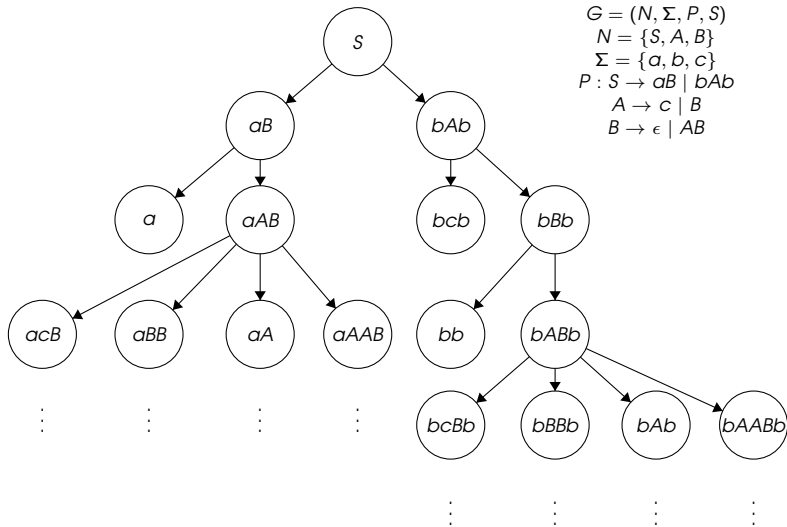 S
G = (N, Σ, P, S)
N = {S, A, B}
Σ = {a, b, c}
P : S → aB | bAb
A → c | B
B → ϵ | AB
aB
bAb
a
aAB
bcb
bBb
acB
aBB
aA
aAAB
bb
bABb
bcBb
bBBb
bAb
bAABb